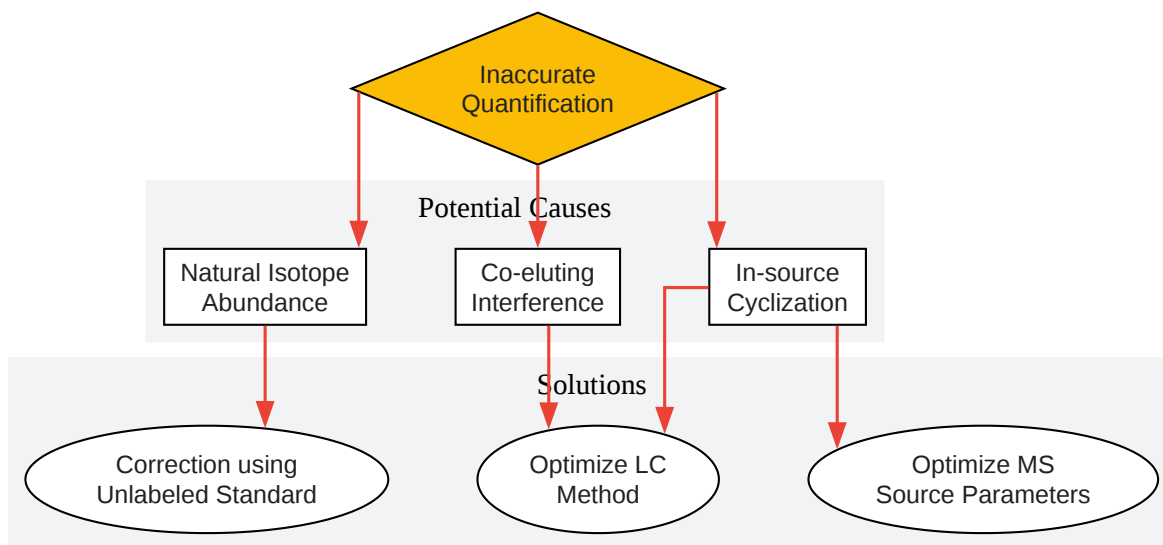 Inaccurate
Quantification
Potential Causes
Natural Isotope
Abundance
Co-eluting
Interference
In-source
Cyclization
Solutions
Correction using
Unlabeled Standard
Optimize LC
Method
Optimize MS
Source Parameters